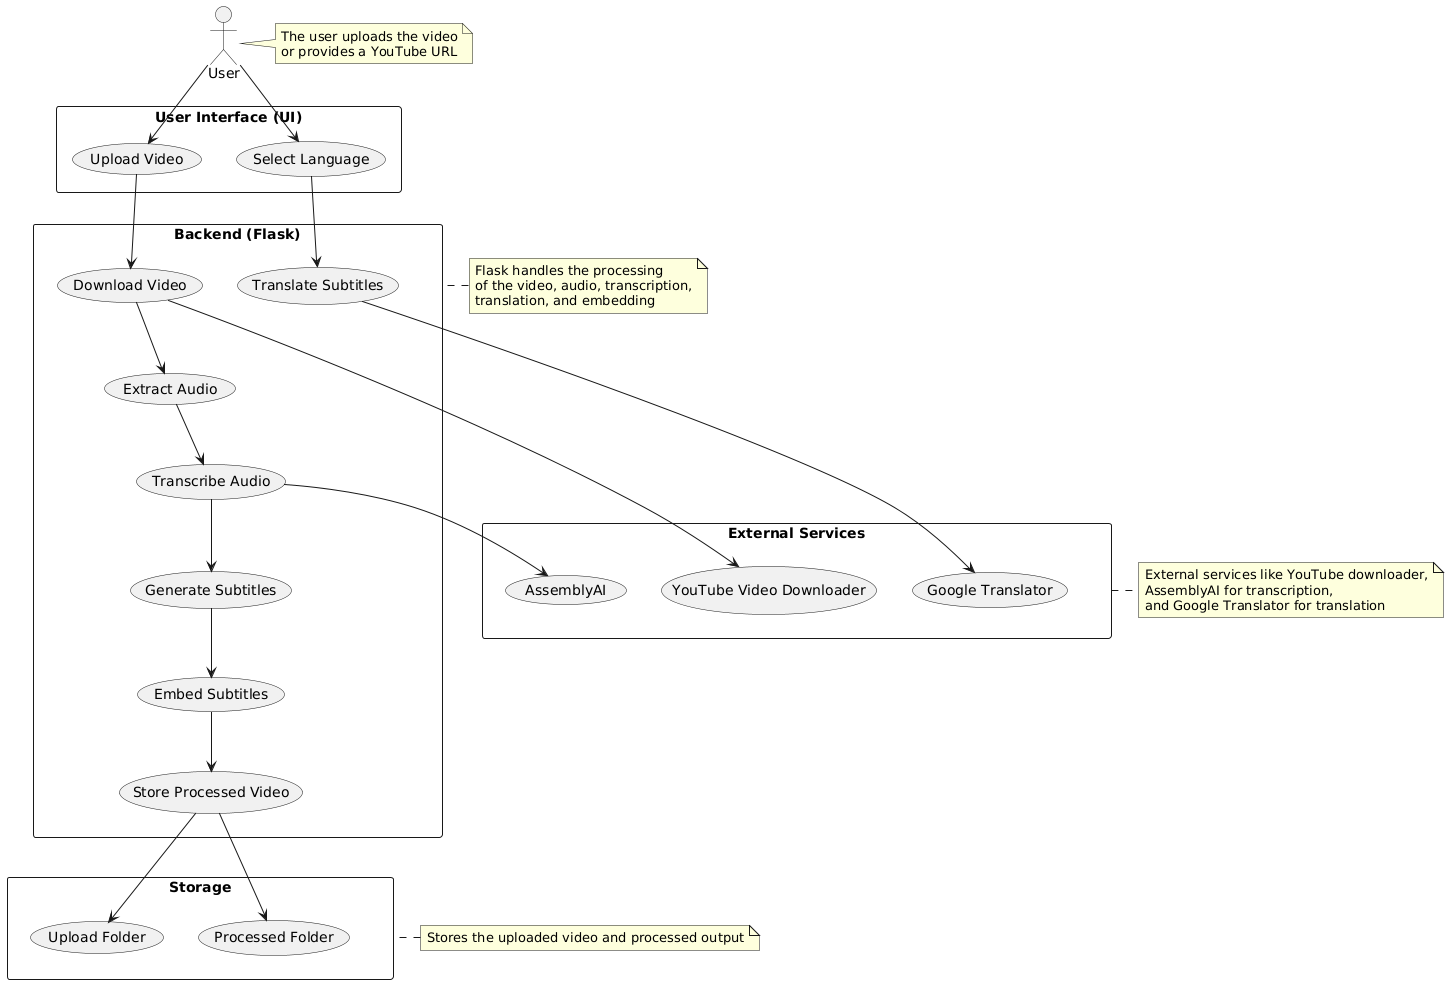 The user uploads the video
or provides a YouTube URL
User
User Interface (UI)
Upload Video
Select Language
Backend (Flask)
Download Video
Translate Subtitles
Flask handles the processing
of the video, audio, transcription,
translation, and embedding
Extract Audio
Transcribe Audio
External Services
Generate Subtitles
AssemblyAI
YouTube Video Downloader
Google Translator
External services like YouTube downloader,
AssemblyAI for transcription,
and Google Translator for translation
Embed Subtitles
Store Processed Video
Storage
Upload Folder
Processed Folder
Stores the uploaded video and processed output